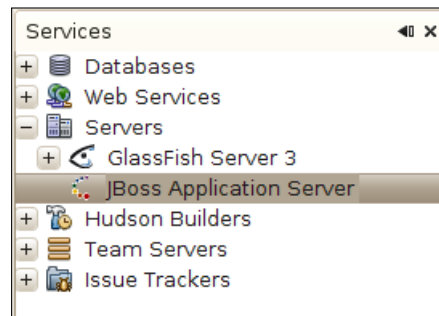 Services
Databases
Web Services
Servers
GlassFish Server 3
JBoss Application Server
Hudson Builders
Team Servers
Issue Trackers